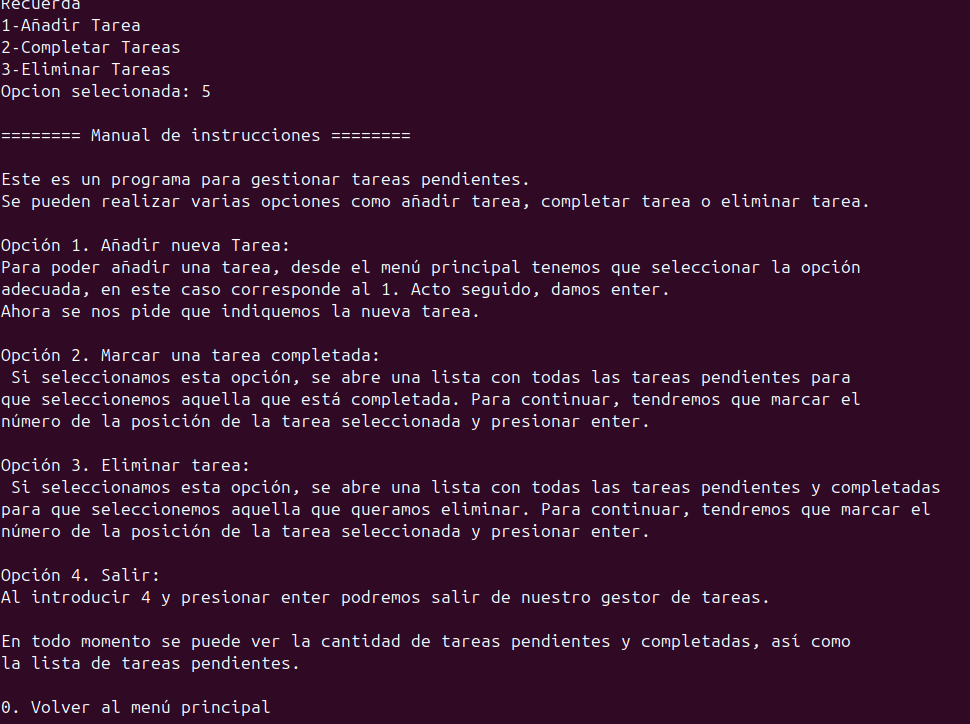 Recuerda
1-Añadir Tarea
2-Completar Tareas
3-Eliminar Tareas
Opcion selecionada: 5
======== Manual de instrucciones ========
Este es un programa para gestionar tareas pendientes.
Se pueden realizar varias opciones como añadir tarea, completar tarea o eliminar tarea.
Opción 1. Añadir nueva Tarea:
Para poder añadir una tarea, desde el menú principal tenemos que seleccionar la opción
adecuada, en este caso corresponde al 1. Acto seguido, damos enter.
Ahora se nos pide que indiquemos la nueva tarea.
Opción 2. Marcar una tarea completada:
Si seleccionamos esta opción, se abre una lista con todas las tareas pendientes para
que seleccionemos aquella que está completada. Para continuar, tendremos que marcar el
número de la posición de la tarea seleccionada y presionar enter.
Opción 3. Eliminar tarea:
Si seleccionamos esta opción, se abre una lista con todas las tareas pendientes y completadas
para que seleccionemos aquella que queramos eliminar. Para continuar, tendremos que marcar el
número de la posición de la tarea seleccionada y presionar enter.
Opción 4. Salir:
Al introducir 4 y presionar enter podremos salir de nuestro gestor de tareas.
En todo momento se puede ver la cantidad de tareas pendientes y completadas, así como
la lista de tareas pendientes.
0. Volver al menú principal